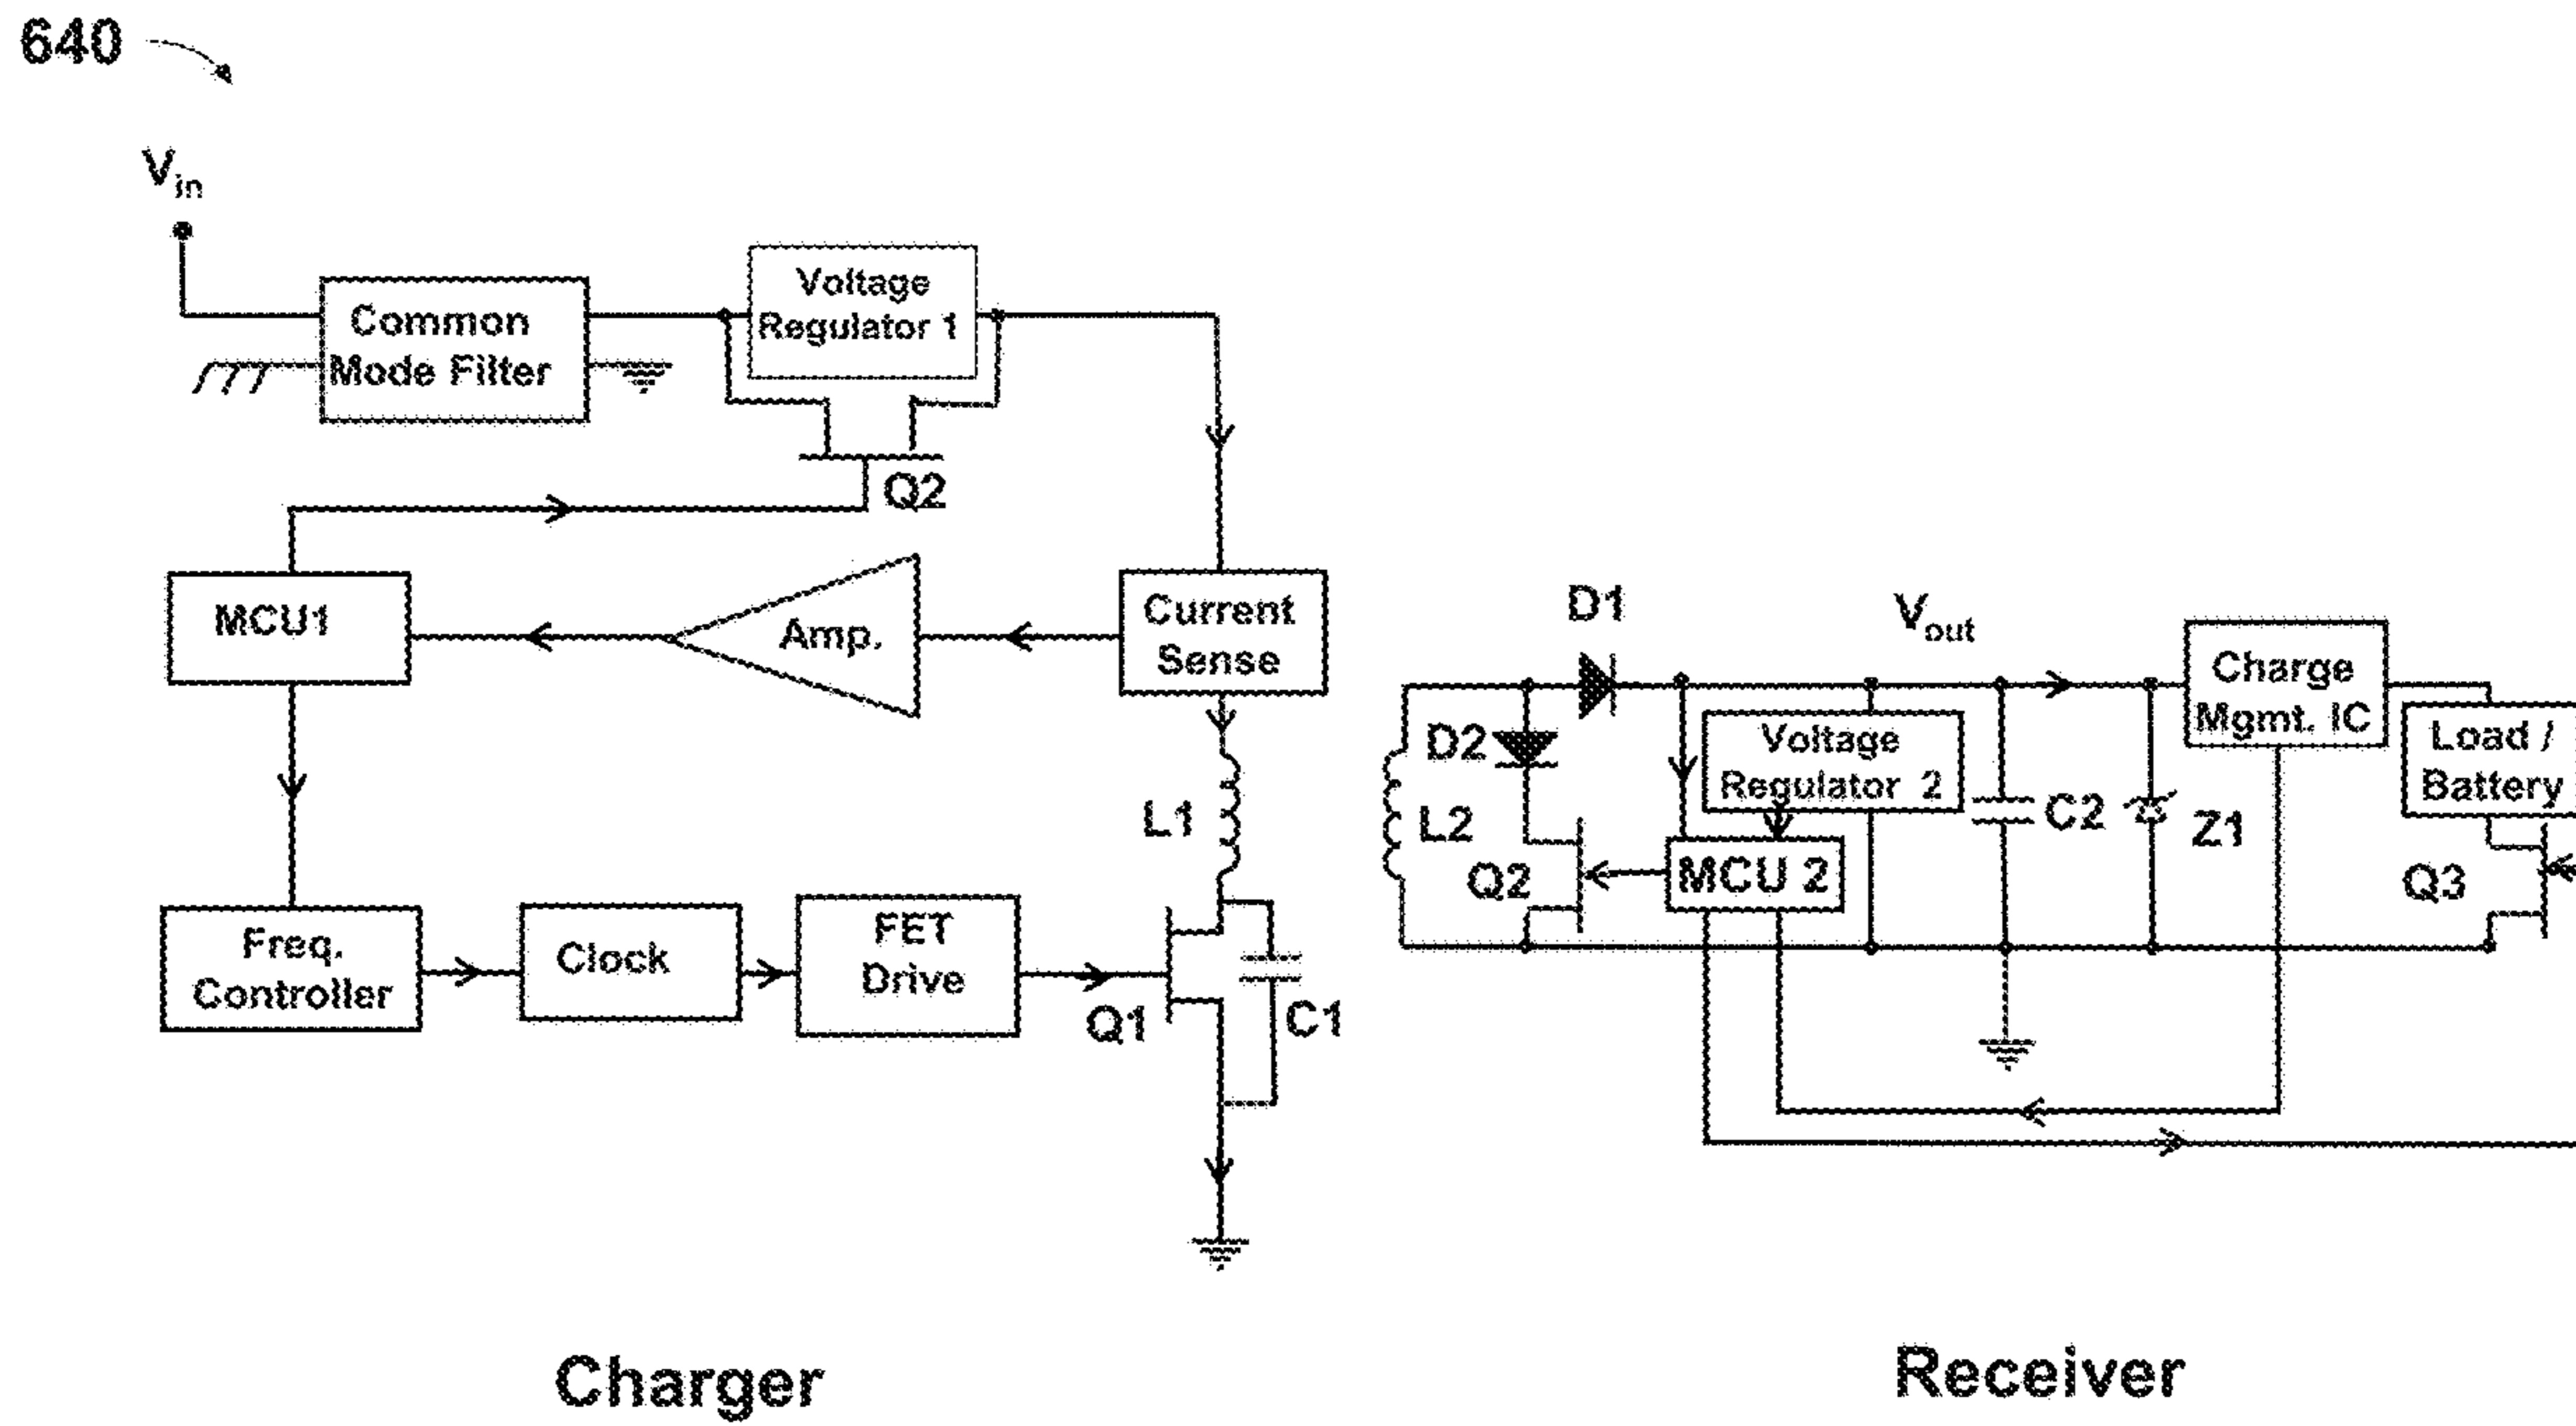 640
Vin
Common
Mode Filter
Voltage
Regulator 1
Q2
MCU1
Amp.
Current
Sense
L1
Freq.
Controller
Clock
FET
Drive
Q1
C1
D1
Vout
D2
L2
Q2
Voltage
Regulator 2
MCU 2
C2
Z1
Charge
Mgmt. IC
Load /
Battery
Q3
Charger
Receiver